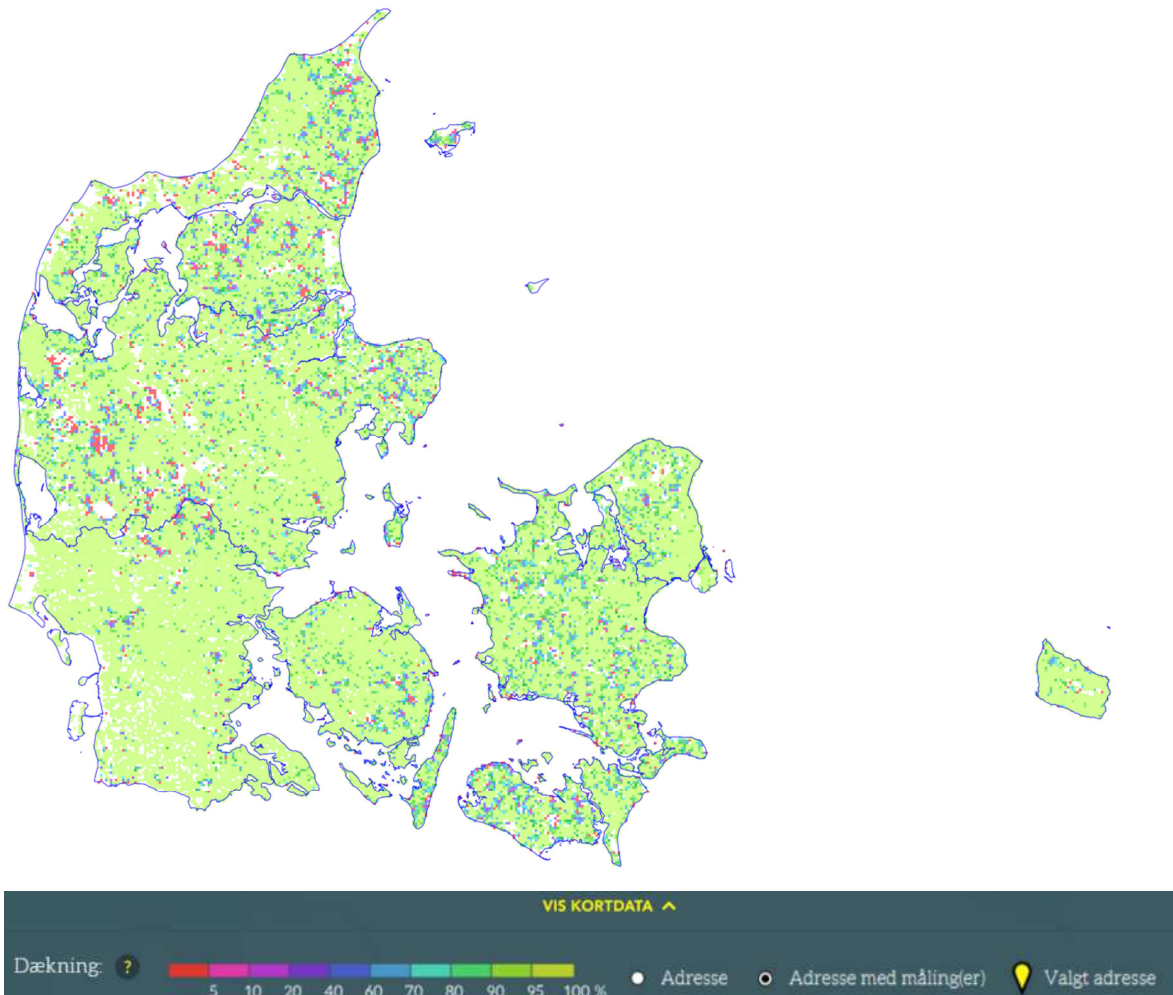 VIS KORTDATA
Dækning: ?
5 10 20 40 60 70 80 90 95 100 %
Adresse
Adresse med måling(er)
Valgt adresse